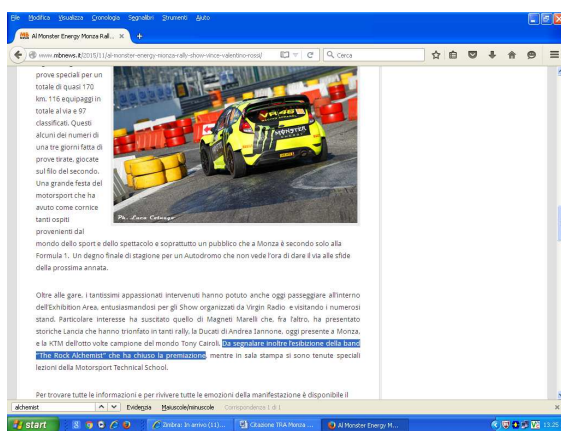 File Modifica Visualizza Cronologia Segnalibri Strumenti Aiuto
Al Monster Energy Monza Rall...
www.mbnews.it/2015/11/al-monster-energy-monza-rally-show-vince-valentino-rossi/
Cerca
prove speciali per un
totale di quasi 170
km, 116 equipaggi in
totale al via e 97
classificati. Questi
alcuni dei numeri di
una tre giorni fatta di
prove tirate, giocate
sul filo del secondo.
Una grande festa del
motorsport che ha
avuto come cornice
tanti ospiti
provenienti dal
VR|46
MONSTER
Ph. Luca Colnago
mondo dello sport e dello spettacolo e soprattutto un pubblico che a Monza è secondo solo alla
Formula 1. Un degno finale di stagione per un Autodromo che non vede l'ora di dare il via alle sfide
della prossima annata.
Oltre alle gare, i tantissimi appassionati intervenuti hanno potuto anche oggi passeggiare all'interno
dell'Exhibition Area, entusiasmandosi per gli Show organizzati da Virgin Radio e visitando i numerosi
stand. Particolare interesse ha suscitato quello di Magneti Marelli che, fra l'altro, ha presentato
storiche Lancia che hanno trionfato in tanti rally, la Ducati di Andrea Iannone, oggi presente a Monza,
e la KTM dell'otto volte campione del mondo Tony Cairoli. Da segnalare inoltre l'esibizione della band
"The Rock Alchemist" che ha chiuso la premiazione, mentre in sala stampa si sono tenute speciali
lezioni della Motorsport Technical School.
Per trovare tutte le informazioni e per rivivere tutte le emozioni della manifestazione è disponibile il
alchemist Evidenzia Maiuscole/minuscole Corrispondenza 1 di 1
start Zimbra: In arrivo (11)... Citazione TRA Monza ... Al Monster Energy M... 13.25